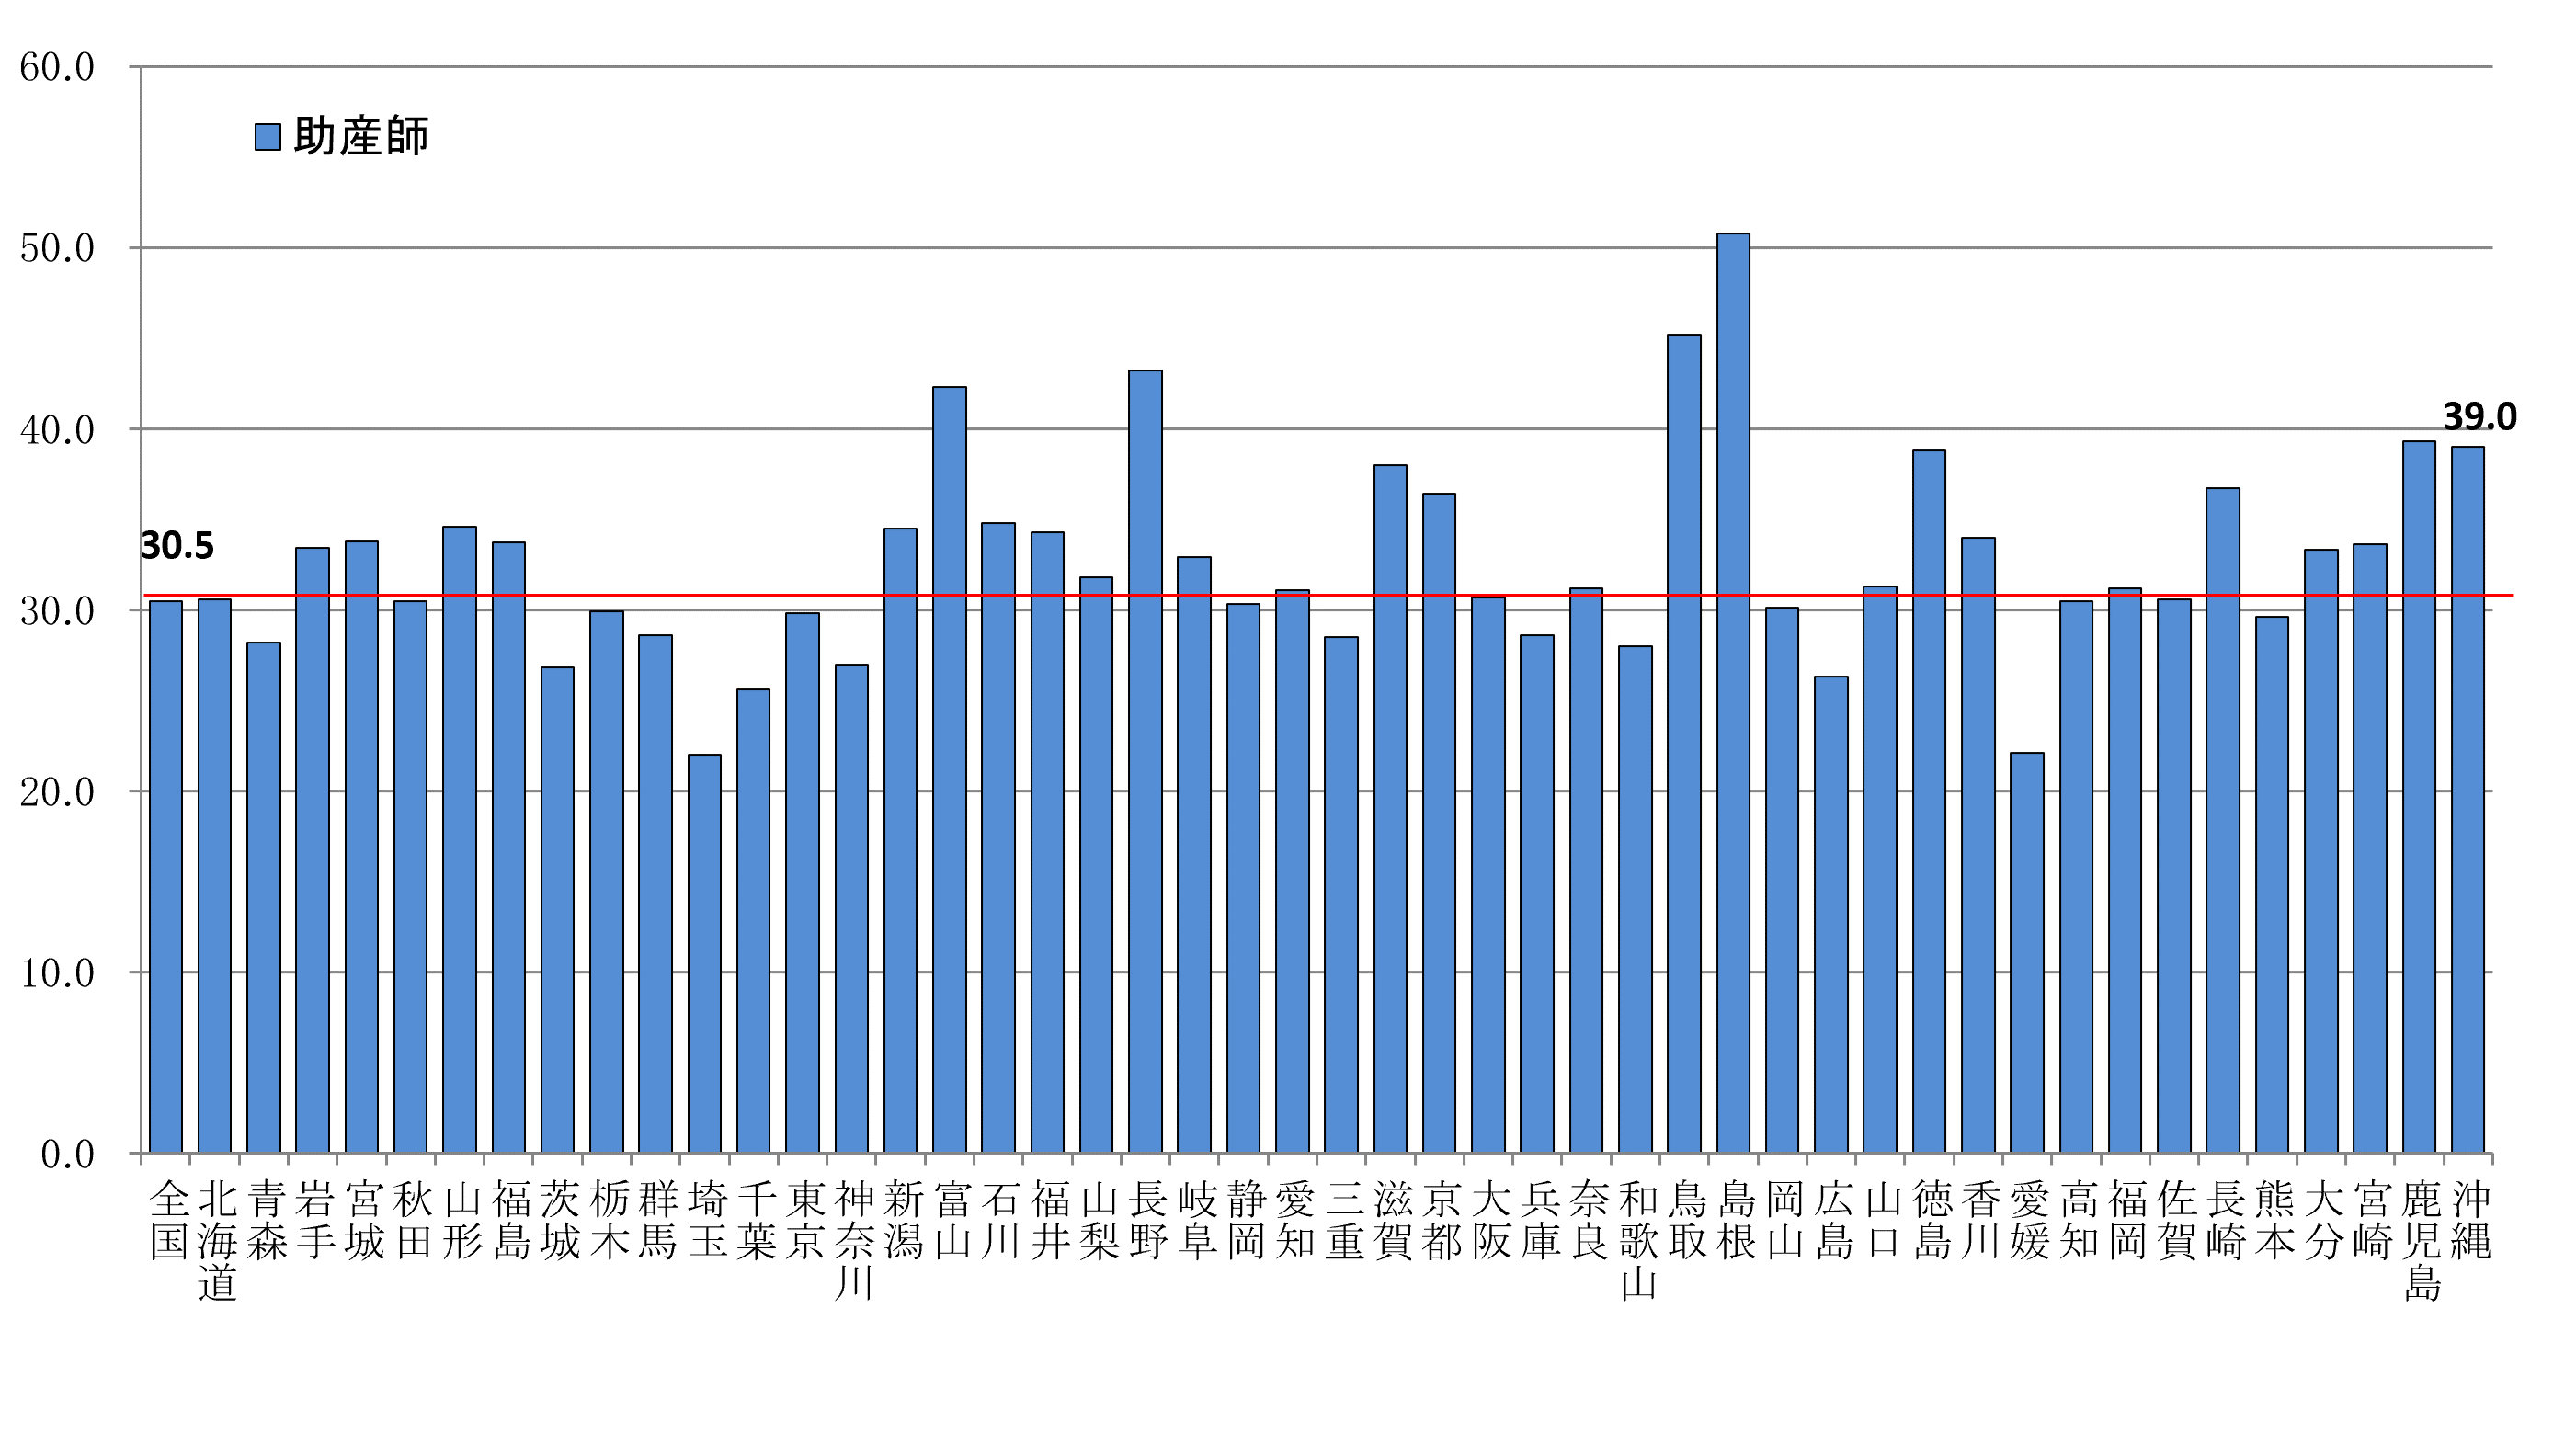 60.0
助産師
50.0
40.0
39.0
30.5
30.0
20.0
10.0
0.0
全国
北海道
青森
岩手
宮城
秋田
山形
福島
茨城
栃木
群馬
埼玉
千葉
東京
神奈川
新潟
富山
石川
福井
山梨
長野
岐阜
静岡
愛知
三重
滋賀
京都
大阪
兵庫
奈良
和歌山
鳥取
島根
岡山
広島
山口
徳島
香川
愛媛
高知
福岡
佐賀
長崎
熊本
大分
宮崎
鹿児島
沖縄